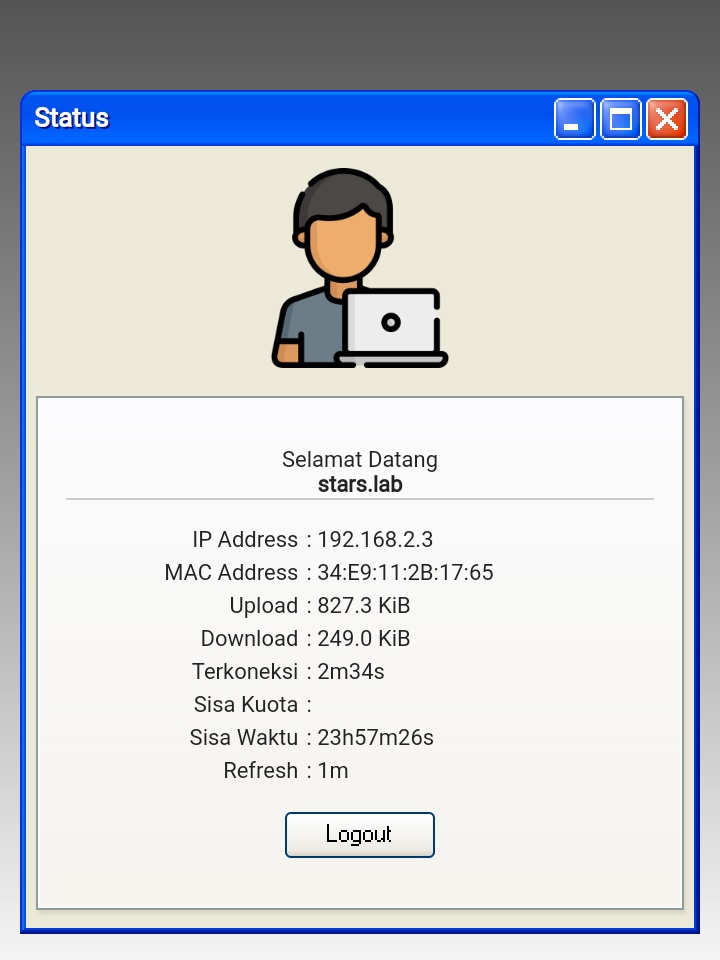 Status
Selamat Datang
stars.lab
IP Address : 192.168.2.3
MAC Address : 34:E9:11:2B:17:65
Upload : 827.3 KiB
Download : 249.0 KiB
Terkoneksi : 2m34s
Sisa Kuota :
Sisa Waktu : 23h57m26s
Refresh : 1m
Logout